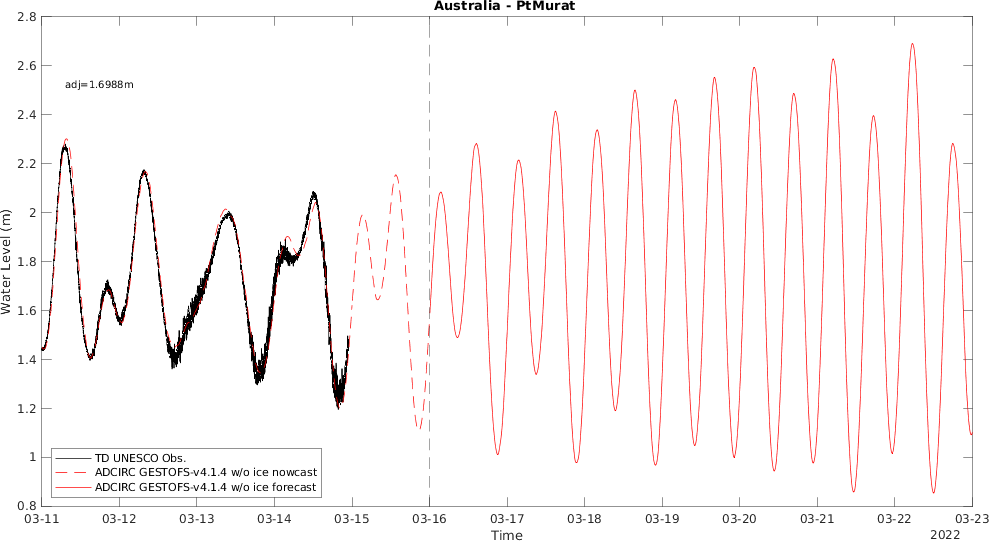 Australia - PtMurat
2.8
2.6
2.4
2.2
2
1.8
1.6
1.4
1.2
1
0.8
Water Level (m)
adj=1.6988m
TD UNESCO Obs.
ADCIRC GESTOFS-v4.1.4 w/o ice nowcast
ADCIRC GESTOFS-v4.1.4 w/o ice forecast
03-11 03-12 03-13 03-14 03-15 03-16 03-17 03-18 03-19 03-20 03-21 03-22 03-23
Time
2022